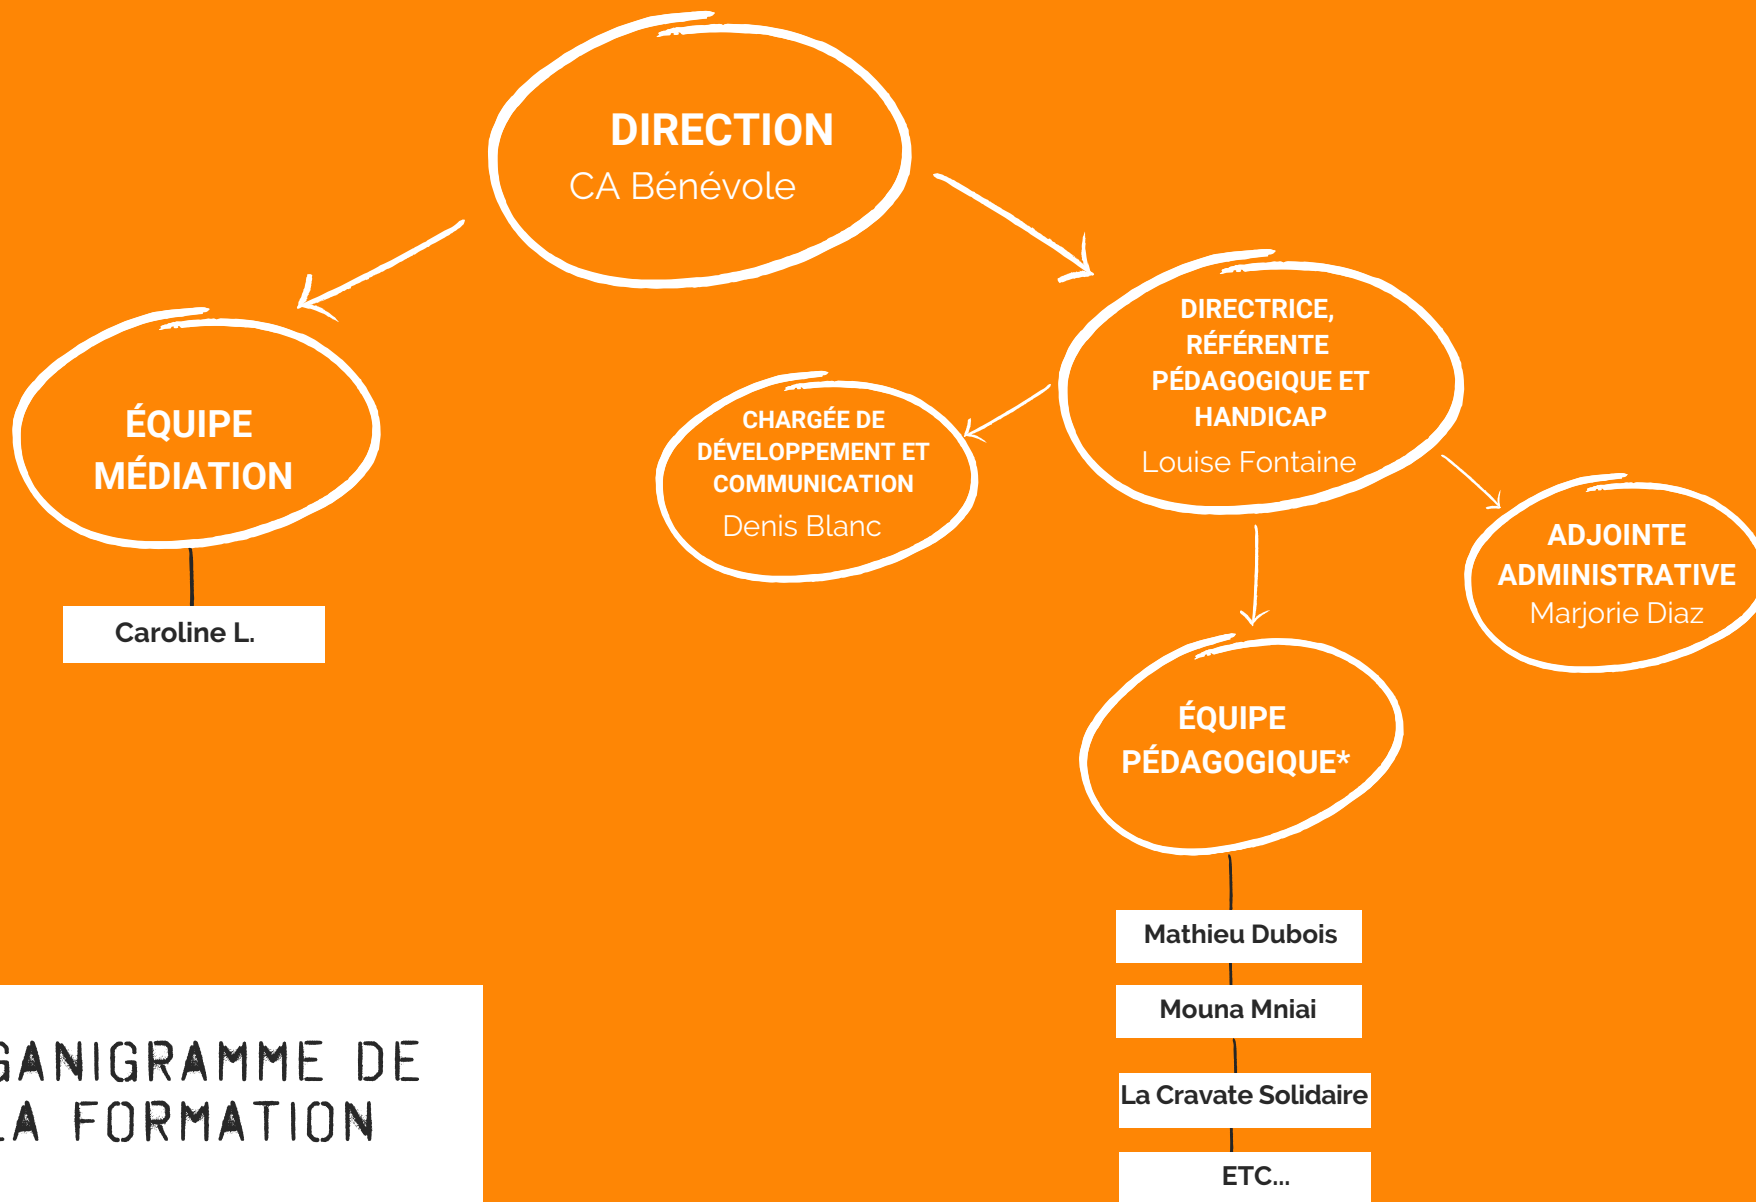 DIRECTION
CA Bénévole
DIRECTRICE,
RÉFÉRENTE
PÉDAGOGIQUE ET
HANDICAP
Louise Fontaine
CHARGÉE DE
DÉVELOPPEMENT ET
COMMUNICATION
Denis Blanc
ÉQUIPE
MÉDIATION
Caroline L.
ADJOINTE
ADMINISTRATIVE
Marjorie Diaz
ÉQUIPE
PÉDAGOGIQUE*
Mathieu Dubois
Mouna Mniai
La Cravate Solidaire
ETC...
GANIGRAMME DE
LA FORMATION